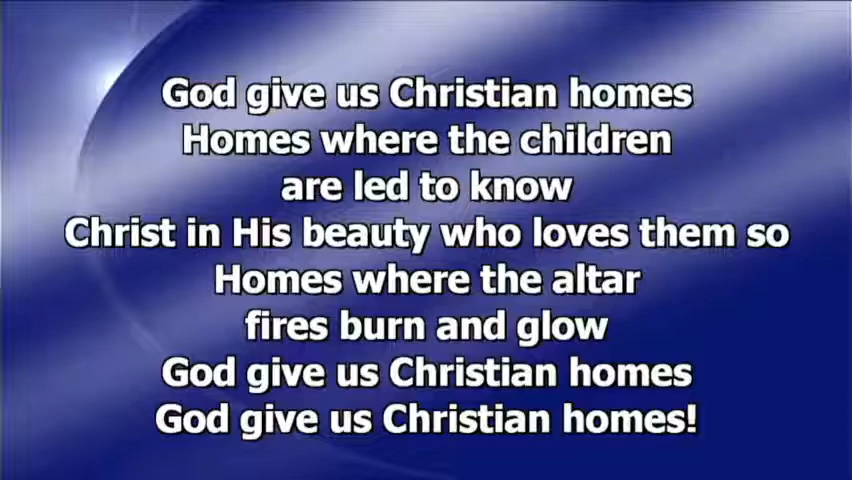 God give us Christian homes
Homes where the children
are led to know
Christ in His beauty who loves them so
Homes where the altar
fires burn and glow
God give us Christian homes
God give us Christian homes!